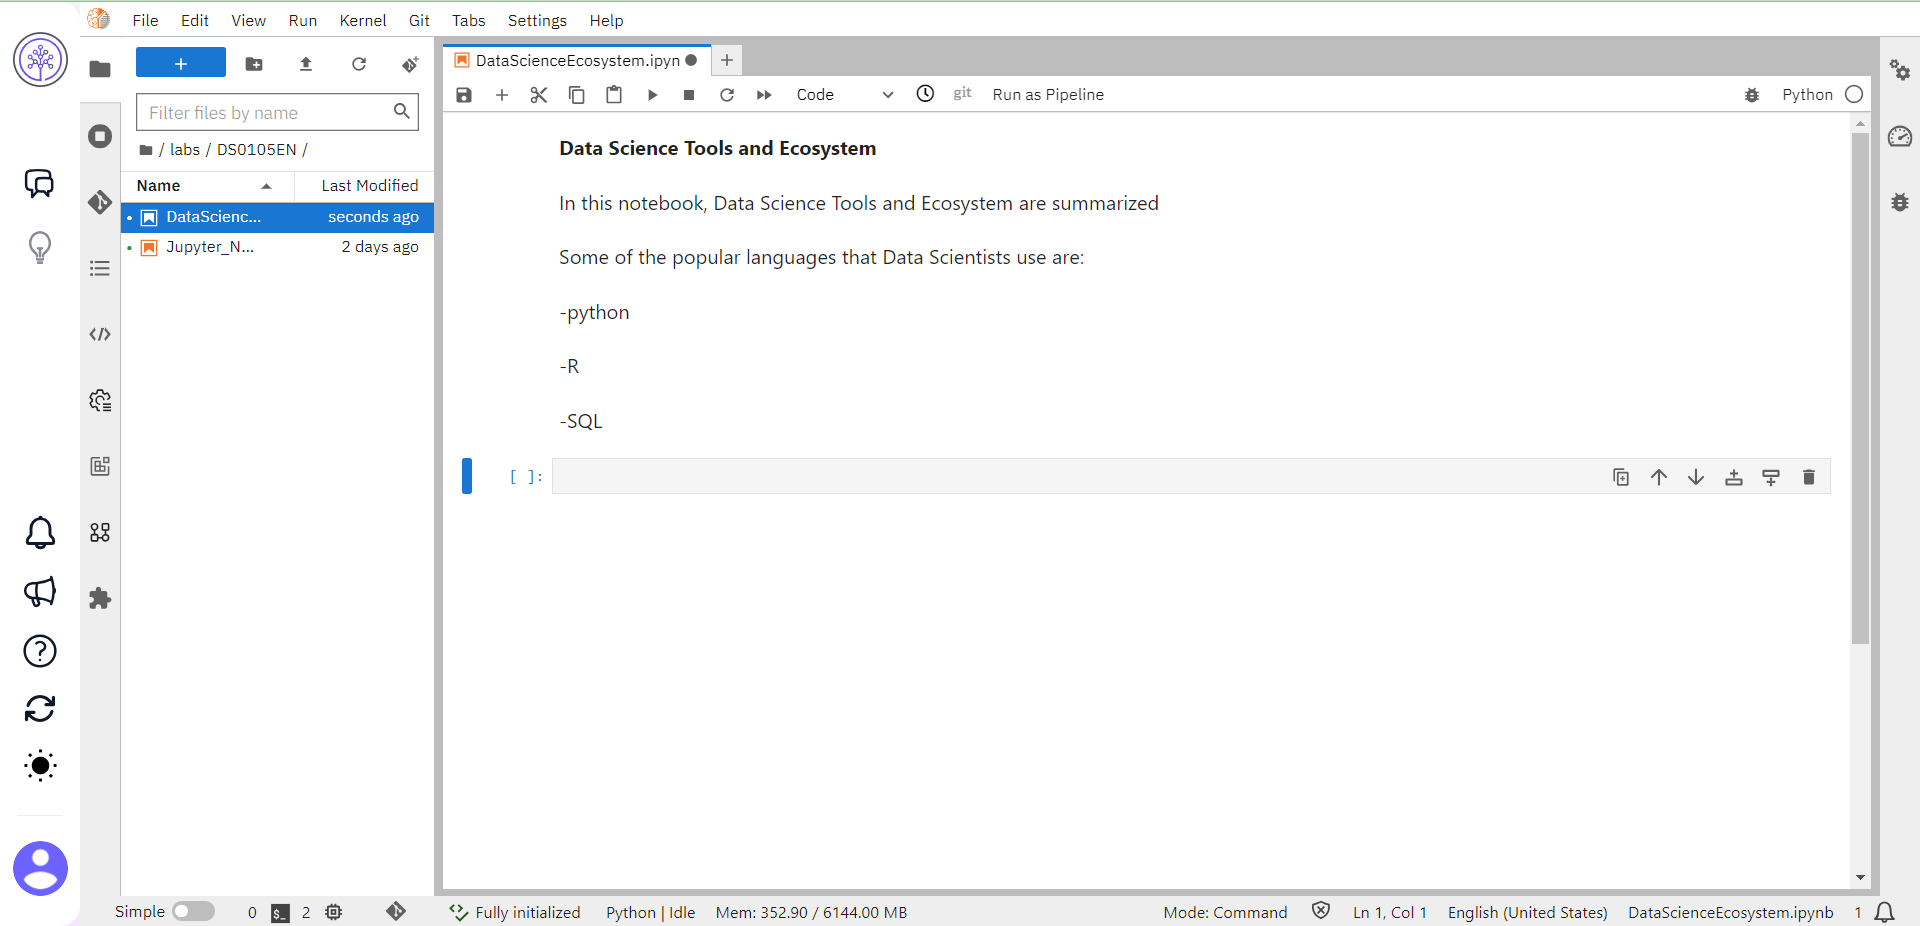 File Edit View Run Kernel Git Tabs Settings Help
+
Filter files by name
/ labs / DS0105EN /
Name Last Modified
DataScienc... seconds ago
Jupyter_N... 2 days ago
DataScienceEcosystem.ipyn
Code git Run as Pipeline Python
Data Science Tools and Ecosystem
In this notebook, Data Science Tools and Ecosystem are summarized
Some of the popular languages that Data Scientists use are:
-python
-R
-SQL
[ ]:
Simple 0 $_ 2 Fully initialized Python | Idle Mem: 352.90 / 6144.00 MB Mode: Command Ln 1, Col 1 English (United States) DataScienceEcosystem.ipynb 1